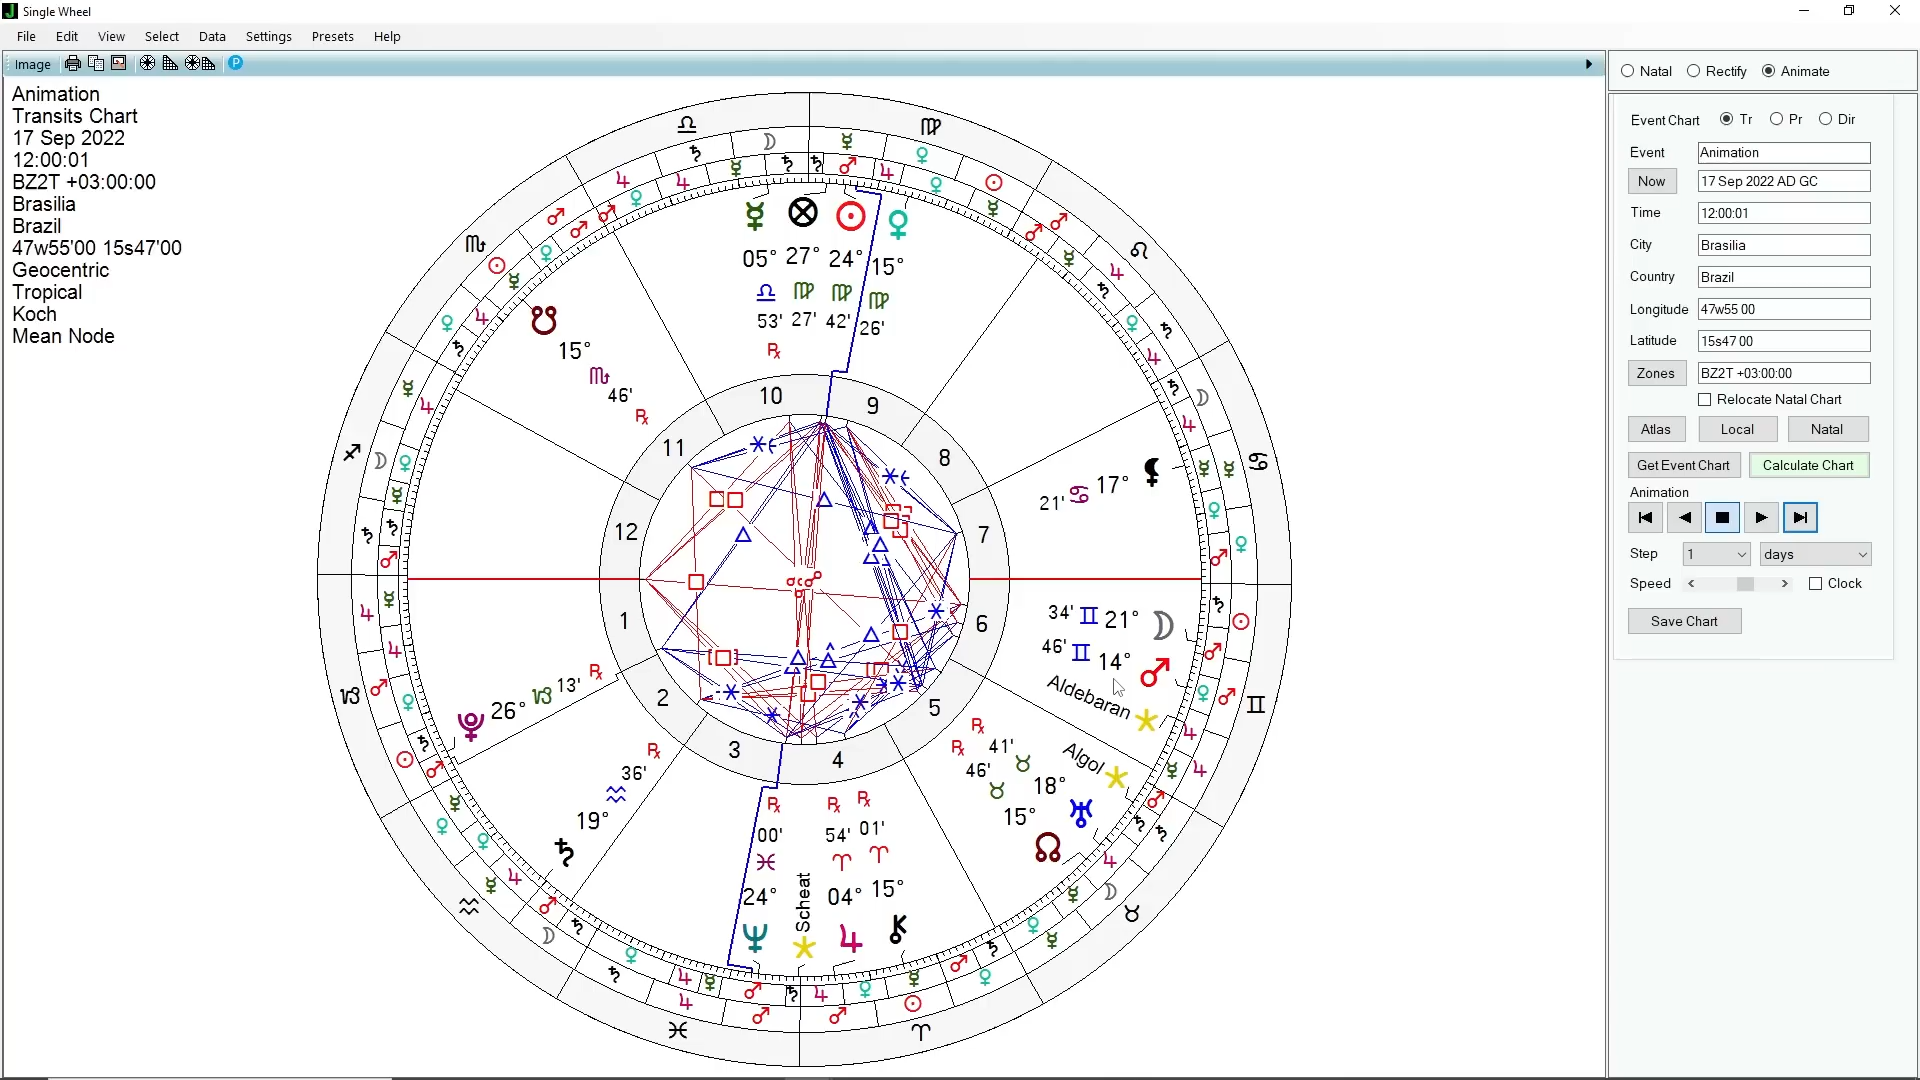 Single Wheel
File Edit View Select Data Settings Presets Help
Image
Natal Rectify Animate
Animation
Transits Chart
17 Sep 2022
12:00:01
BZ2T +03:00:00
Brasilia
Brazil
47w55'00 15s47'00
Geocentric
Tropical
Koch
Mean Node
05° 27° 24° 15°
53' 27' 42' 26'
15°
46'
10
9
11
8
12
7
1
6
2
5
3
4
21' 17°
34' 21°
46' 14°
Aldebaran
Algol
41'
46'
18°
15°
26° 13'
36'
19°
00' 54' 01'
24° 04° 15°
Scheat
Event Chart Tr Pr Dir
Event Animation
Now 17 Sep 2022 AD GC
Time 12:00:01
City Brasilia
Country Brazil
Longitude 47w55 00
Latitude 15s47 00
Zones BZ2T +03:00:00
Relocate Natal Chart
Atlas Local Natal
Get Event Chart Calculate Chart
Animation
Step 1 days
Speed < > Clock
Save Chart